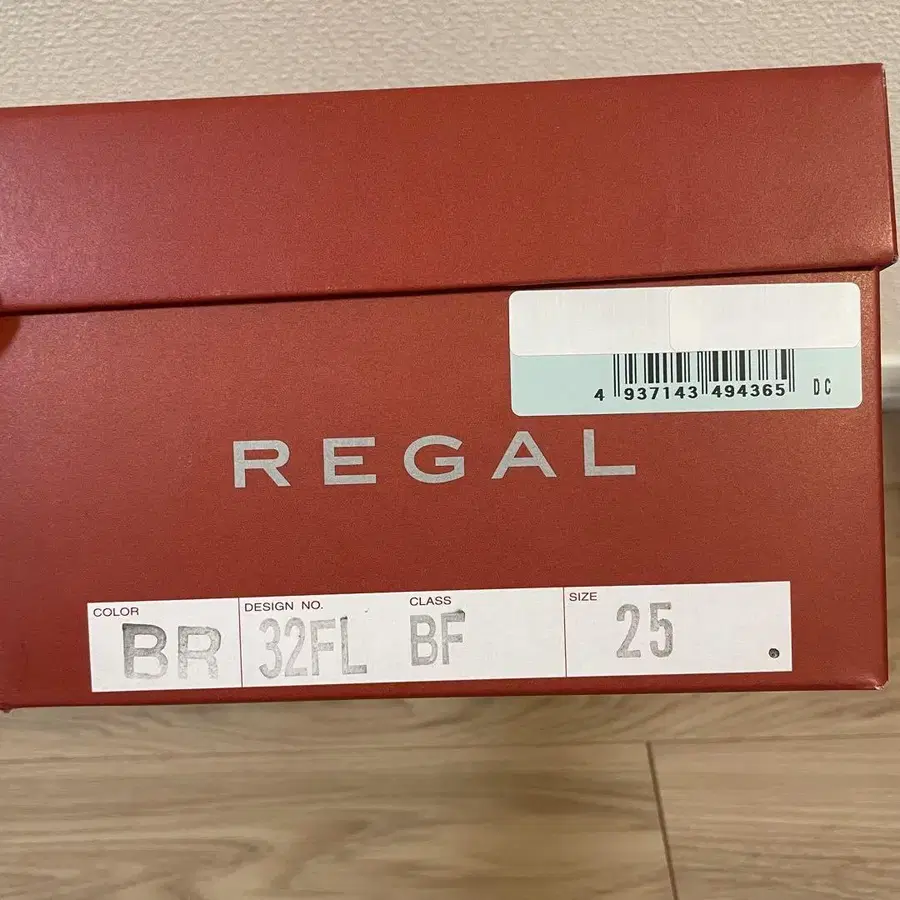 4 937143 494365 DC
REGAL
COLOR DESIGN NO. CLASS SIZE
BR 32FL BF 25